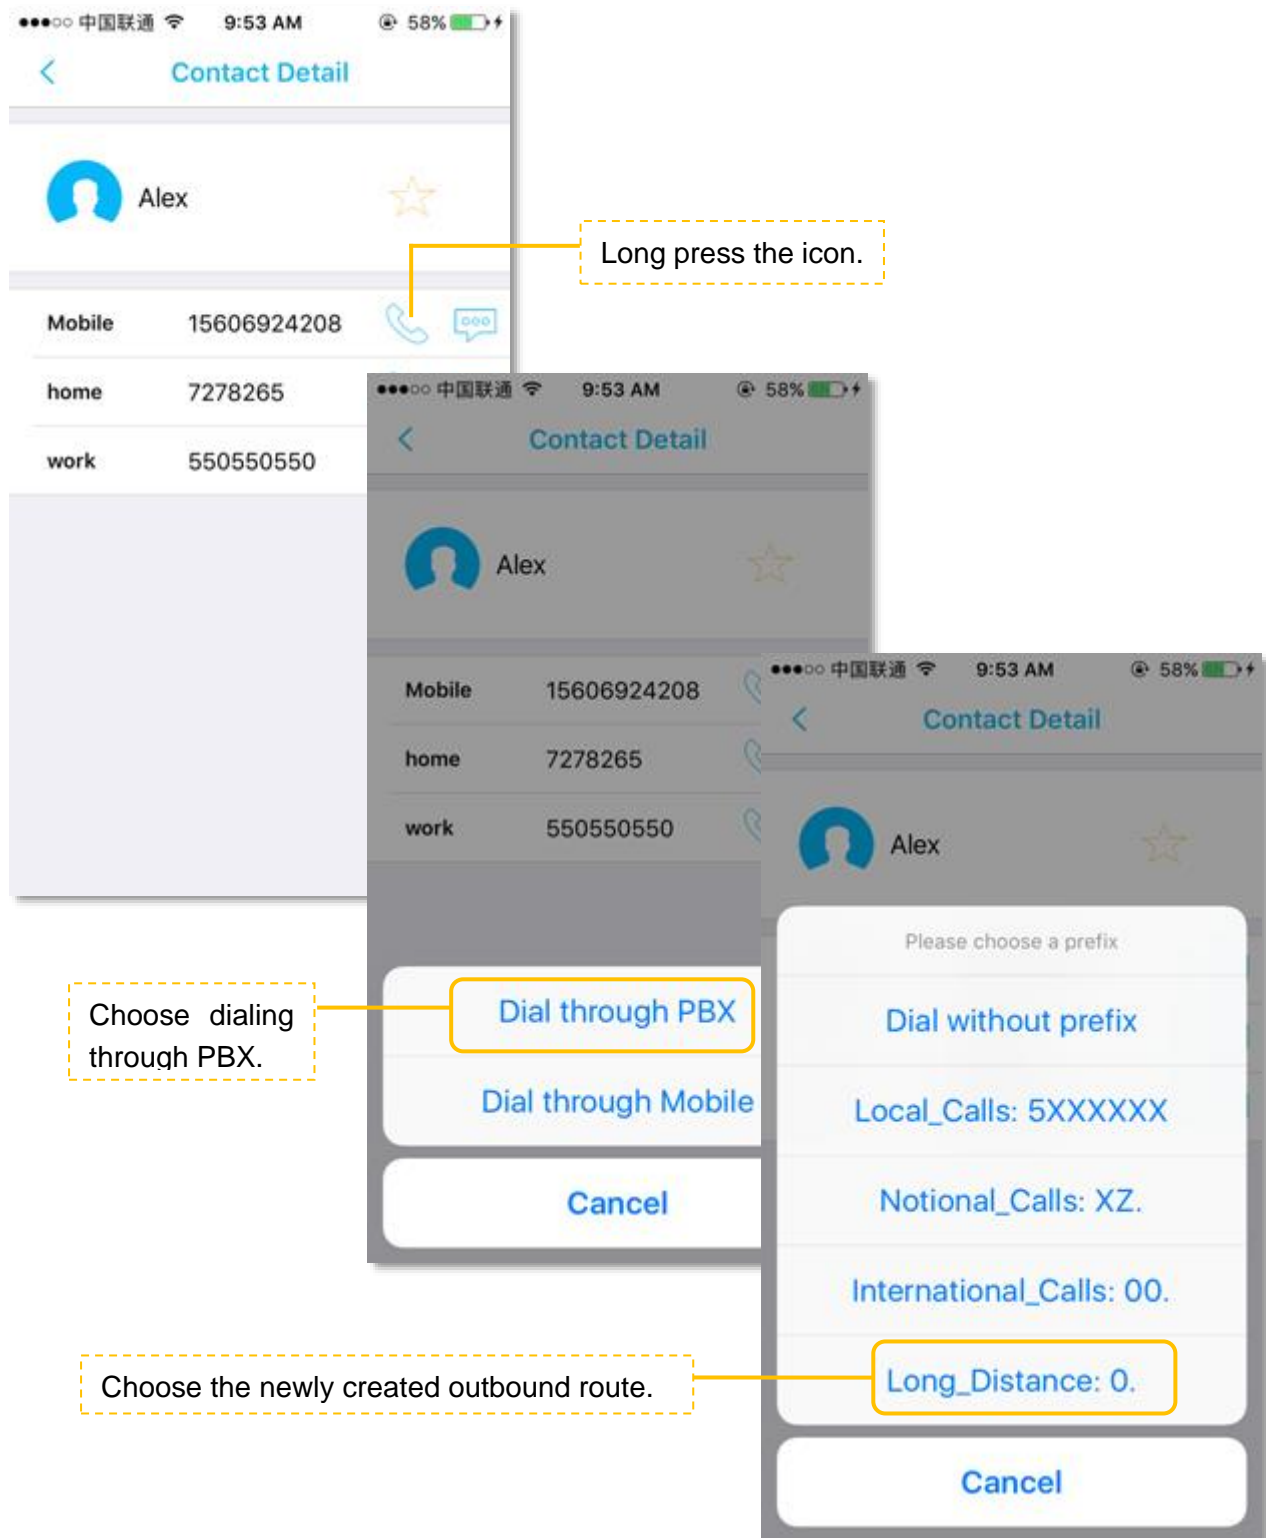 中国联通 9:53 AM 58%
Contact Detail
Alex
Long press the icon.
Mobile 15606924208
home 7278265
work 550550550
中国联通 9:53 AM 58%
Contact Detail
Alex
Mobile 15606924208
home 7278265
work 550550550
Choose dialing
through PBX.
Dial through PBX
Dial through Mobile
Cancel
中国联通 9:53 AM 58%
Contact Detail
Alex
Please choose a prefix
Dial without prefix
Local_Calls: 5XXXXXX
Notional_Calls: XZ.
International_Calls: 00.
Choose the newly created outbound route.
Long_Distance: 0.
Cancel